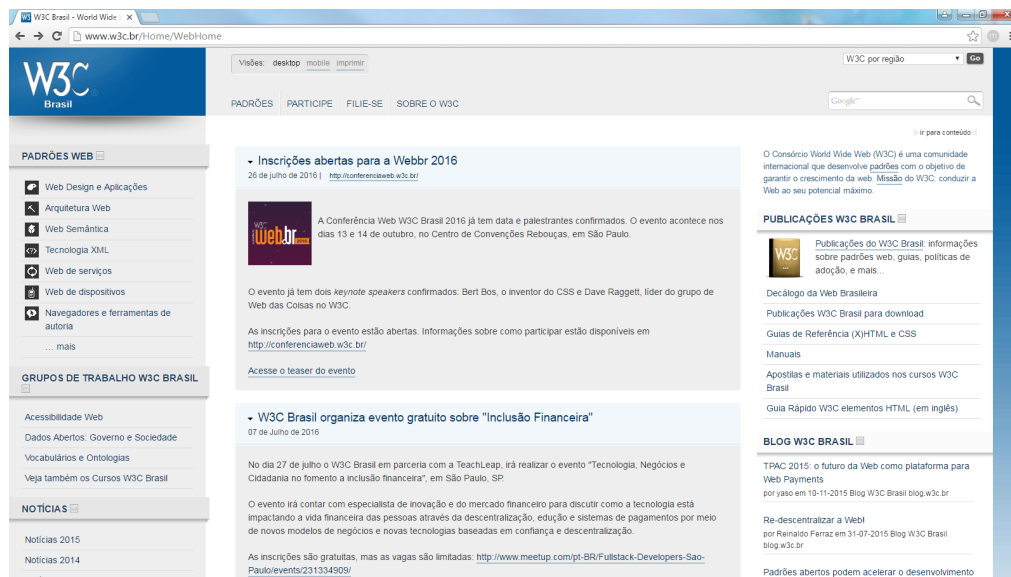 W3C Brasil - World Wide
www.w3c.br/Home/WebHome
W3C
Brasil
Visões: desktop mobile imprimir
W3C por região
Go
PADRÕES PARTICIPE FILIE-SE SOBRE O W3C
Google
ir para conteúdo
PADRÕES WEB
Web Design e Aplicações
Arquitetura Web
Web Semântica
Tecnologia XML
Web de serviços
Web de dispositivos
Navegadores e ferramentas de
autoria
... mais
GRUPOS DE TRABALHO W3C BRASIL
Acessibilidade Web
Dados Abertos: Governo e Sociedade
Vocabulários e Ontologias
Veja também os Cursos W3C Brasil
NOTÍCIAS
Notícias 2015
Notícias 2014
Inscrições abertas para a Webbr 2016
26 de julho de 2016 | http://conferenciaweb.w3c.br/
W3C
web.br
2016
A Conferência Web W3C Brasil 2016 já tem data e palestrantes confirmados. O evento acontece nos
dias 13 e 14 de outubro, no Centro de Convenções Rebouças, em São Paulo.
O evento já tem dois keynote speakers confirmados: Bert Bos, o inventor do CSS e Dave Raggett, líder do grupo de
Web das Coisas no W3C.
As inscrições para o evento estão abertas. Informações sobre como participar estão disponíveis em
http://conferenciaweb.w3c.br/
Acesse o teaser do evento
W3C Brasil organiza evento gratuito sobre "Inclusão Financeira"
07 de Julho de 2016
No dia 27 de julho o W3C Brasil em parceria com a TeachLeap, irá realizar o evento "Tecnologia, Negócios e
Cidadania no fomento a inclusão financeira", em São Paulo, SP.
O evento irá contar com especialista de inovação e do mercado financeiro para discutir como a tecnologia está
impactando a vida financeira das pessoas através da descentralização, edução e sistemas de pagamentos por meio
de novos modelos de negócios e novas tecnologias baseadas em confiança e descentralização.
As inscrições são gratuitas, mas as vagas são limitadas: http://www.meetup.com/pt-BR/Fullstack-Developers-Sao-
Paulo/events/231334909/
O Consórcio World Wide Web (W3C) é uma comunidade
internacional que desenvolve padrões com o objetivo de
garantir o crescimento da web. Missão do W3C: conduzir a
Web ao seu potencial máximo.
PUBLICAÇÕES W3C BRASIL
W3C
Publicações do W3C Brasil: informações
sobre padrões web, guias, políticas de
adoção, e mais...
Decálogo da Web Brasileira
Publicações W3C Brasil para download
Guias de Referência (X)HTML e CSS
Manuais
Apostilas e materiais utilizados nos cursos W3C
Brasil
Guia Rápido W3C elementos HTML (em inglês)
BLOG W3C BRASIL
TPAC 2015: o futuro da Web como plataforma para
Web Payments
por yaso em 10-11-2015 Blog W3C Brasil blog.w3c.br
Re-descentralizar a Web!
por Reinaldo Ferraz em 31-07-2015 Blog W3C Brasil
blog.w3c.br
Padrões abertos podem acelerar o desenvolvimento